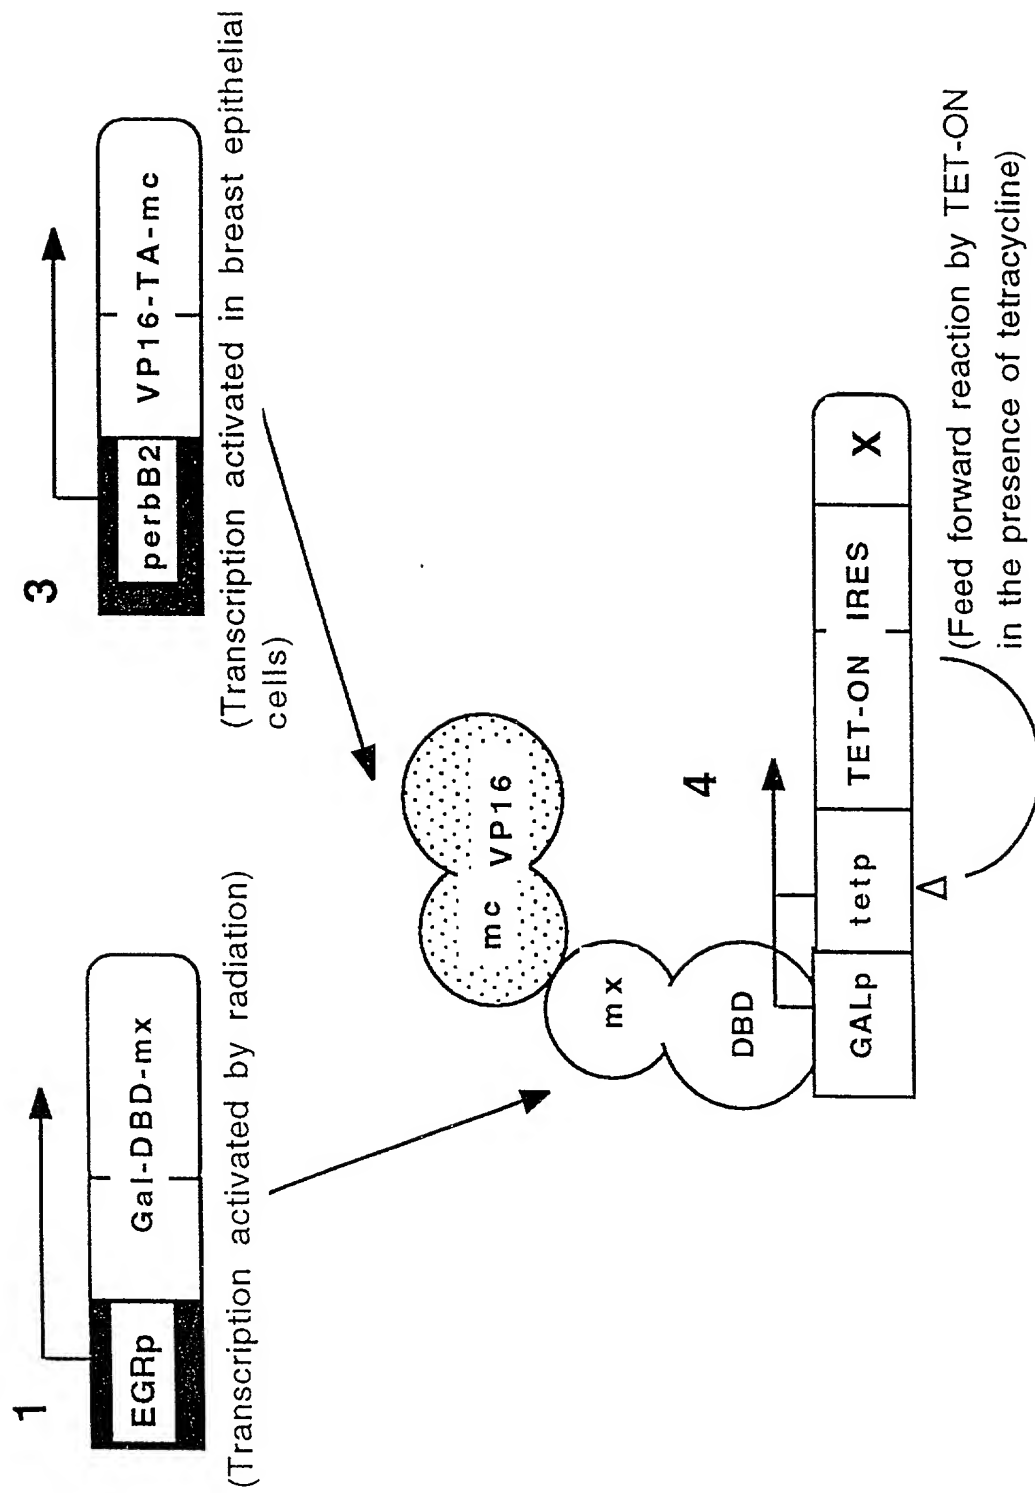 1
EGRp
Gal-DBD-mx
(Transcription activated by radiation)
3
perbB2
VP16-TA-mc
(Transcription activated in breast epithelial
cells)
mc
VP16
mx
DBD
4
GALp
tetp
TET-ON
IRES
X
(Feed forward reaction by TET-ON
in the presence of tetracycline)